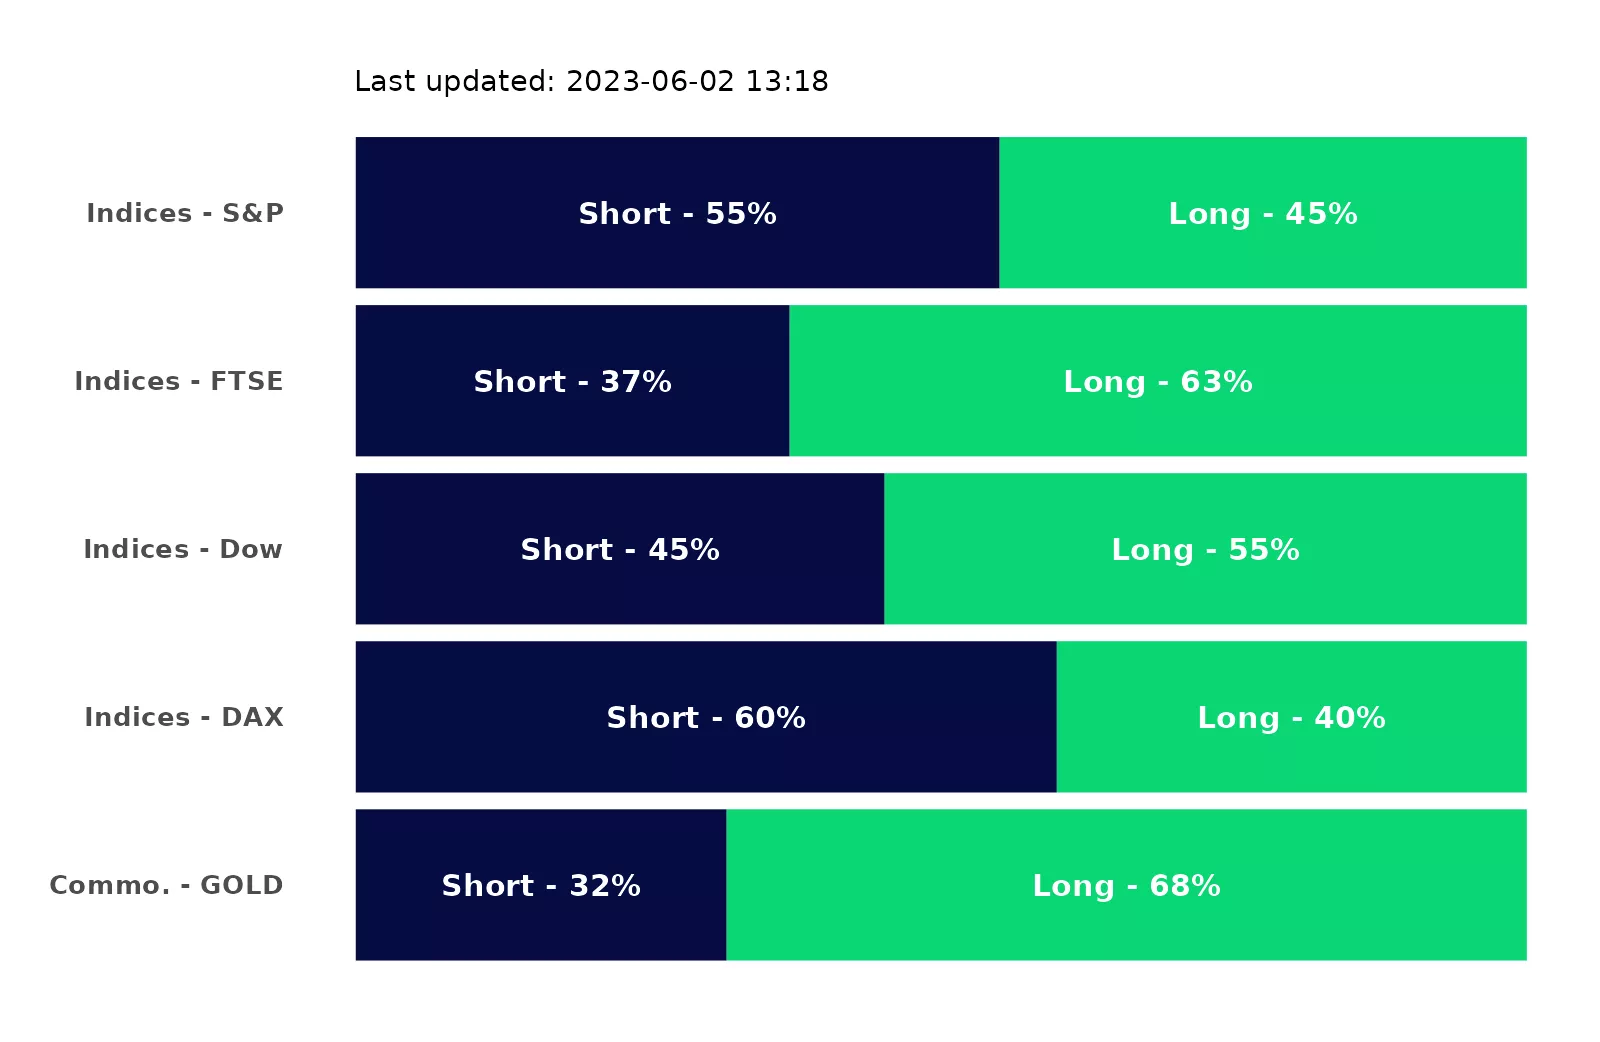 Last updated: 2023-06-02 13:18
Indices - S&P Short - 55% Long - 45%
Indices - FTSE Short - 37% Long - 63%
Indices - Dow Short - 45% Long - 55%
Indices - DAX Short - 60% Long - 40%
Commo. - GOLD Short - 32% Long - 68%